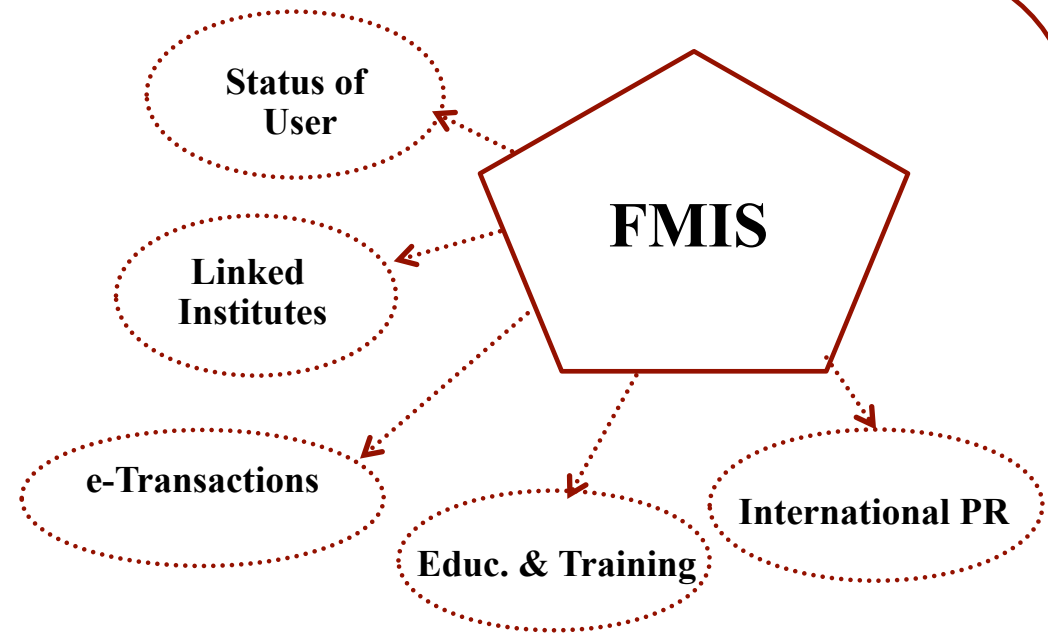 Status of
User
FMIS
Linked
Institutes
e-Transactions
International PR
Educ. & Training